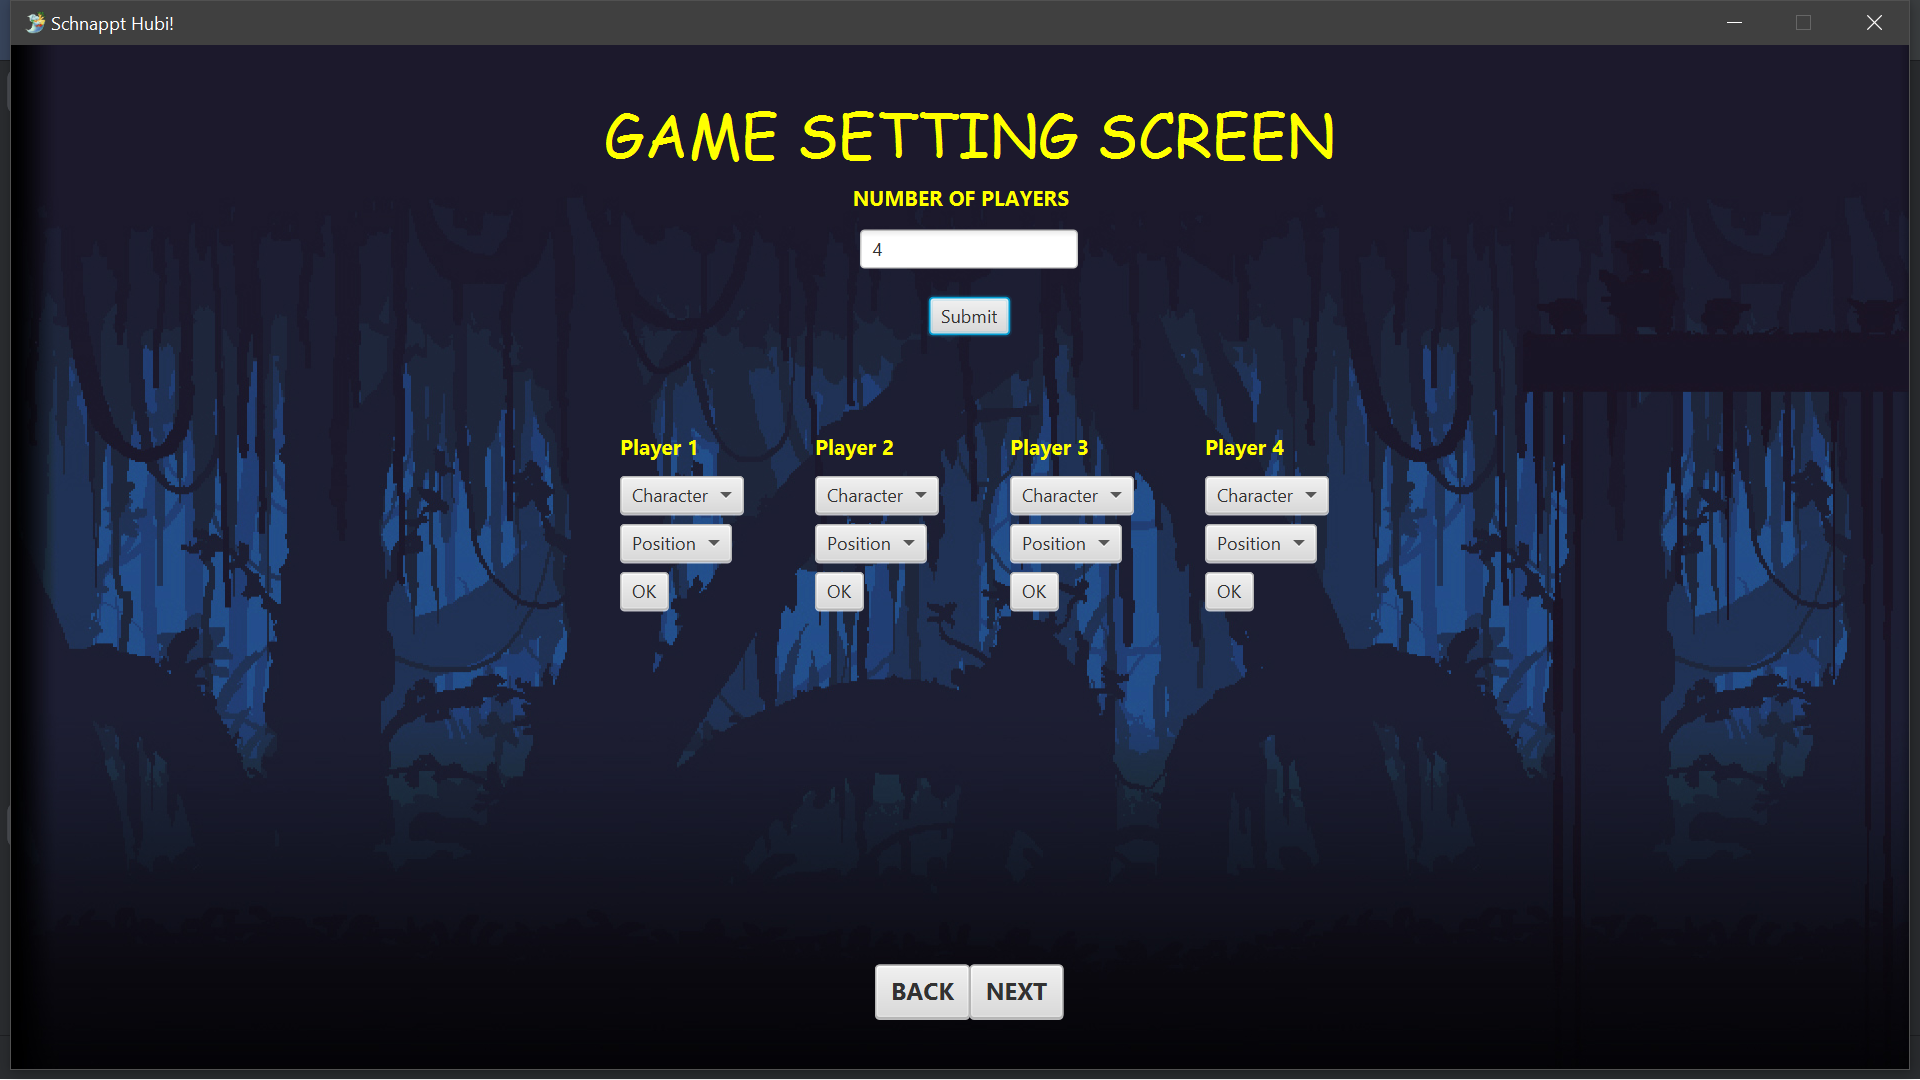 Schnappt Hubi!
GAME SETTING SCREEN
NUMBER OF PLAYERS
4
Submit
Player 1 Player 2 Player 3 Player 4
Character Character Character Character
Position Position Position Position
OK OK OK OK
BACK NEXT